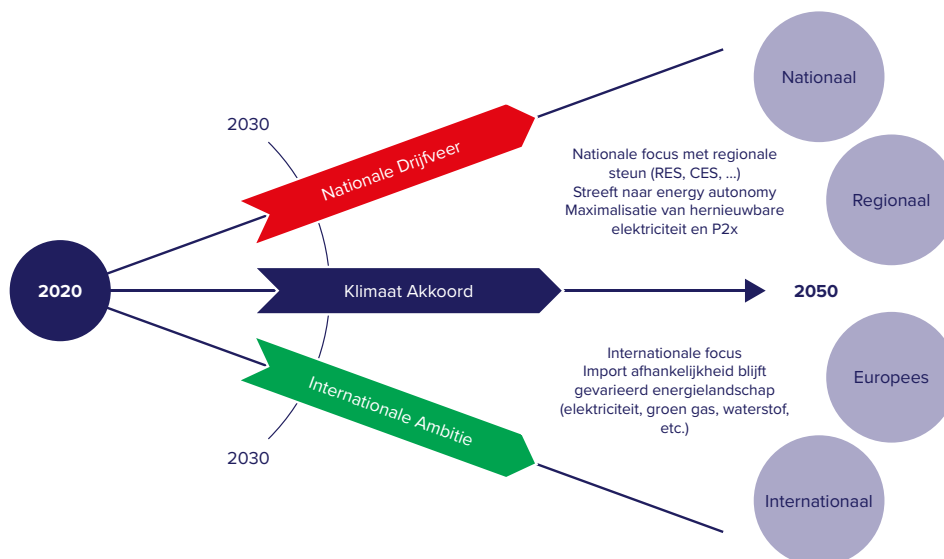 Nationaal
2030
Nationale Drijfveer
Nationale focus met regionale
steun (RES, CES, ...)
Streeft naar energy autonomy
Maximalisatie van hernieuwbare
elektriciteit en P2x
Regionaal
2020
Klimaat Akkoord
2050
Internationale focus
Import afhankelijkheid blijft
gevarieerd energielandschap
(elektriciteit, groen gas, waterstof,
etc.)
Europees
Internationale Ambitie
2030
Internationaal